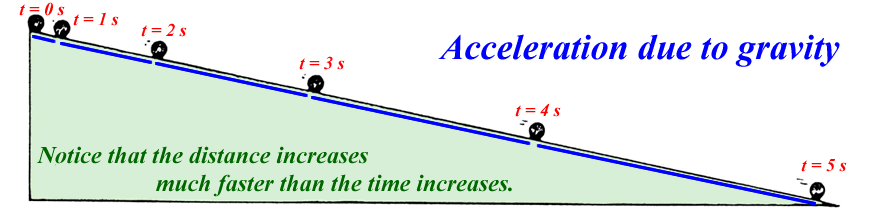 t = 0 s
t = 1 s
t = 2 s
t = 3 s
t = 4 s
t = 5 s
Acceleration due to gravity
Notice that the distance increases
much faster than the time increases.